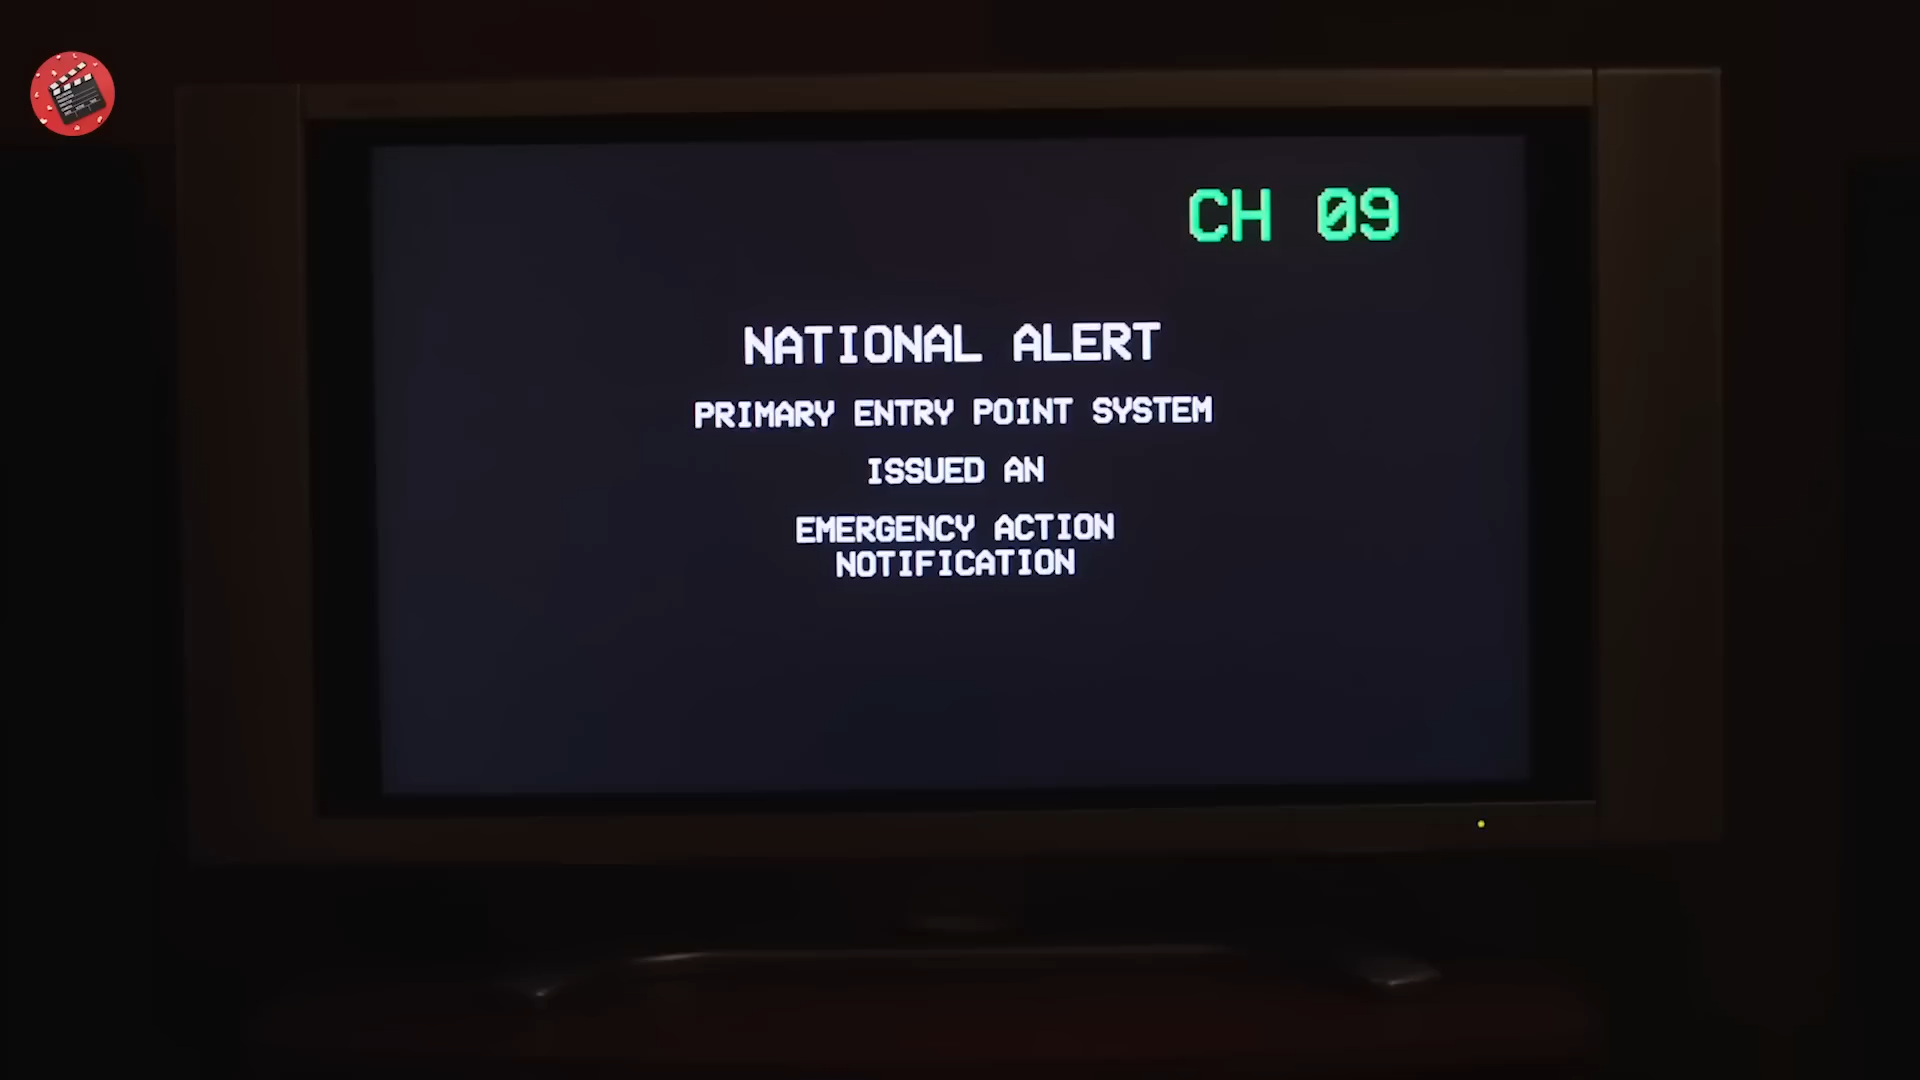 CH 09
NATIONAL ALERT
PRIMARY ENTRY POINT SYSTEM
ISSUED AN
EMERGENCY ACTION
NOTIFICATION